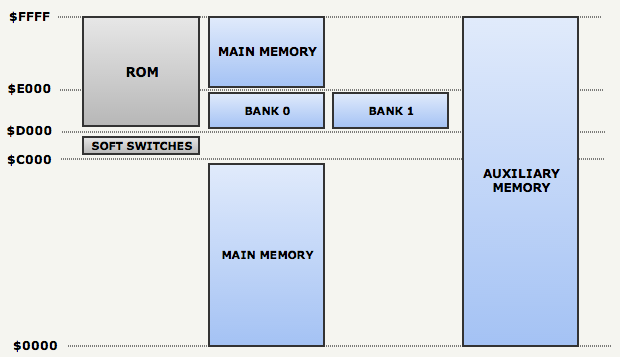 $FFFF
ROM
MAIN MEMORY
$E000
BANK 0
BANK 1
$D000
SOFT SWITCHES
$C000
AUXILIARY
MEMORY
MAIN MEMORY
$0000